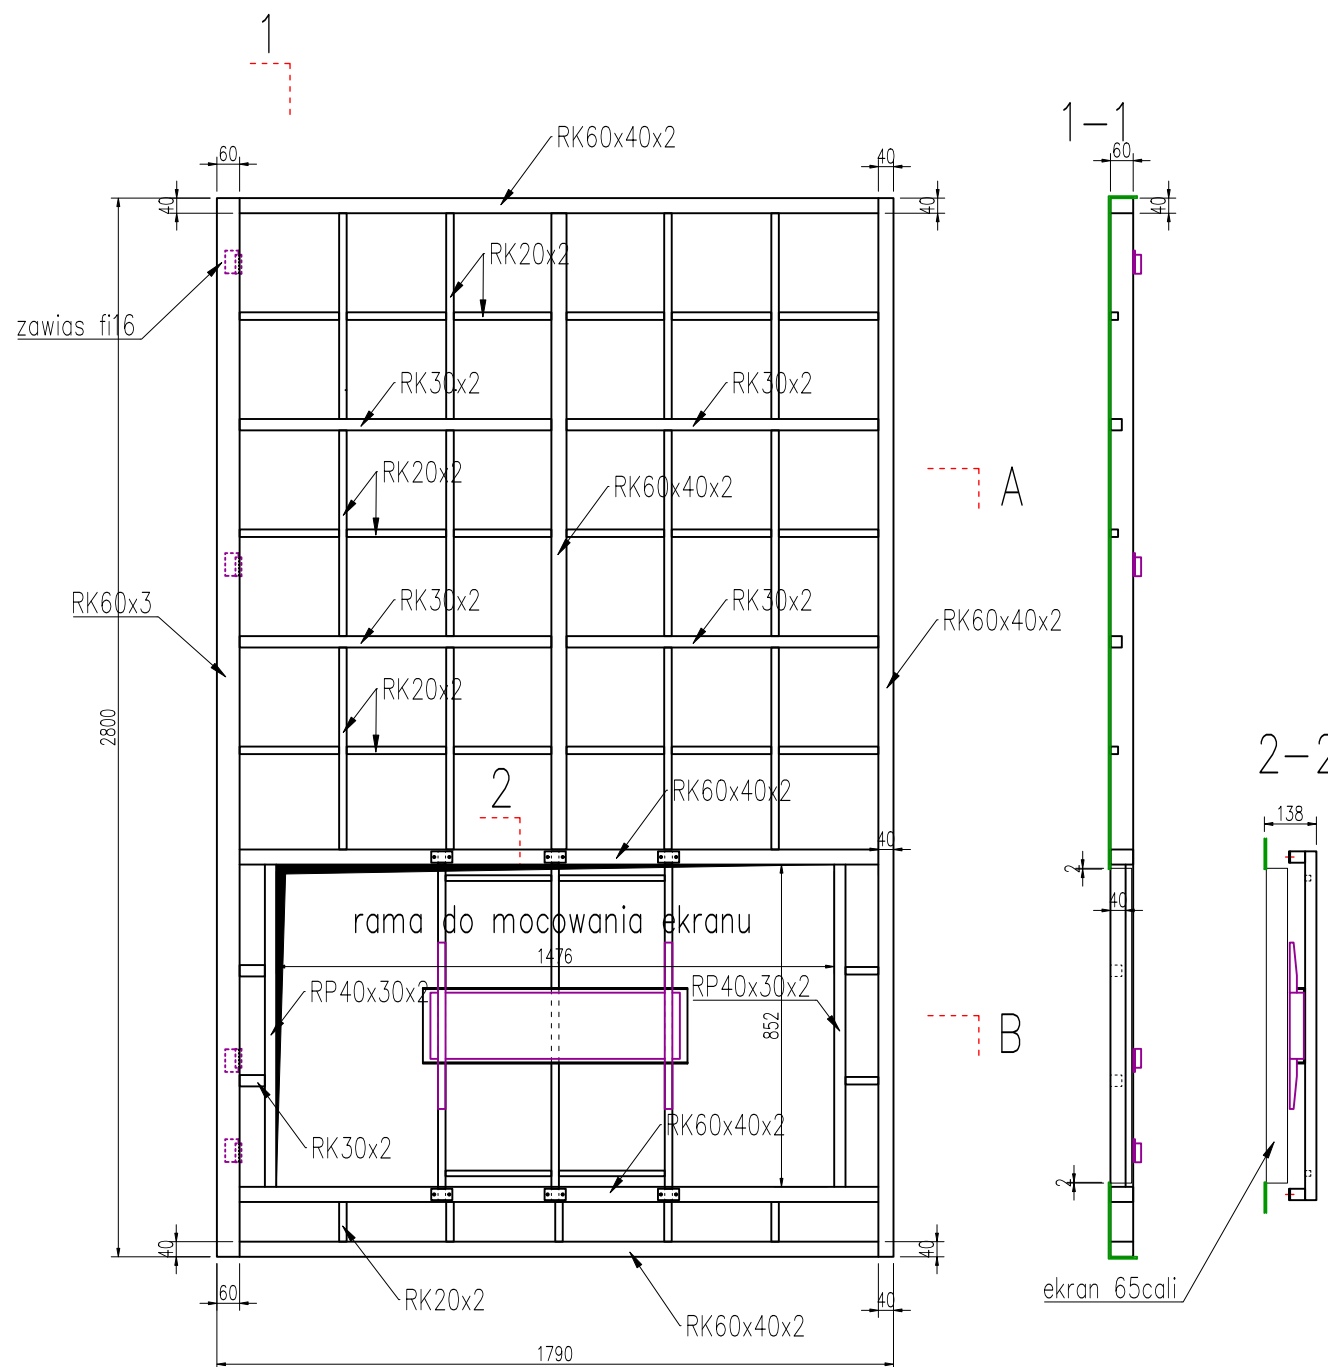 1
1-1
RK60x40x2
60
40
60
40
40
40
RK20x2
zawias fi16
RK30x2
RK30x2
RK20x2
A
RK60x40x2
RK60x3
RK30x2
RK30x2
RK60x40x2
RK20x2
2800
2-2
2
RK60x40x2
138
40
2
40
rama do mocowania ekranu
1476
RP40x30x2
RP40x30x2
852
B
RK60x40x2
RK30x2
2
40
40
ekran 65cali
60
RK20x2
40
RK60x40x2
1790